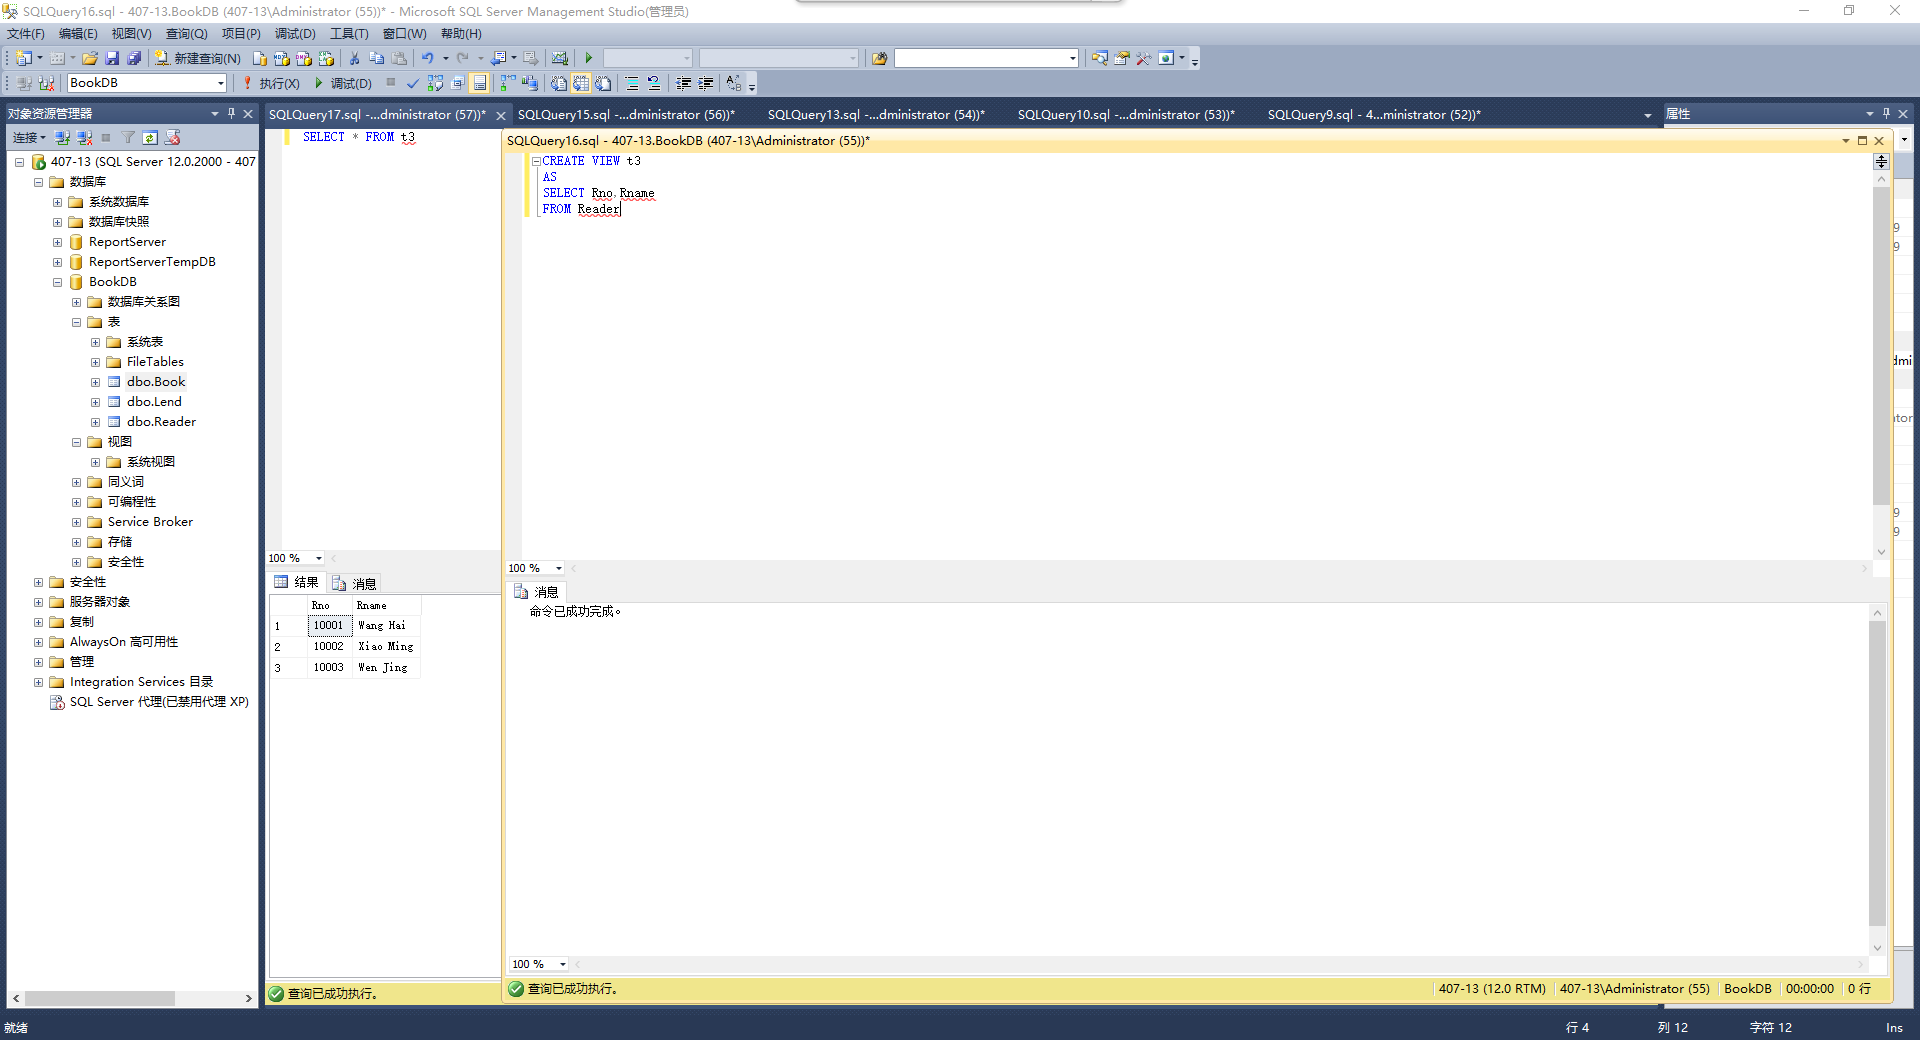 SQLQuery16.sql - 407-13.BookDB (407-13\Administrator (55))* - Microsoft SQL Server Management Studio(管理员)
文件(F) 编辑(E) 视图(V) 查询(Q) 项目(P) 调试(D) 工具(T) 窗口(W) 帮助(H)
新建查询(N)
BookDB 执行(X) 调试(D)
对象资源管理器
连接
407-13 (SQL Server 12.0.2000 - 407
数据库
系统数据库
数据库快照
ReportServer
ReportServerTempDB
BookDB
数据库关系图
表
系统表
FileTables
dbo.Book
dbo.Lend
dbo.Reader
视图
系统视图
同义词
可编程性
Service Broker
存储
安全性
安全性
服务器对象
复制
AlwaysOn 高可用性
管理
Integration Services 目录
SQL Server 代理(已禁用代理 XP)
SQLQuery17.sql -...dministrator (57))* SQLQuery15.sql -...dministrator (56))* SQLQuery13.sql -...dministrator (54))* SQLQuery10.sql -...dministrator (53))* SQLQuery9.sql - 4...ministrator (52))*
属性
SELECT * FROM t3
100 %
结果 消息
Rno Rname
1 10001 Wang Hai
2 10002 Xiao Ming
3 10003 Wen Jing
查询已成功执行。
SQLQuery16.sql - 407-13.BookDB (407-13\Administrator (55))*
CREATE VIEW t3
AS
SELECT Rno,Rname
FROM Reader
100 %
消息
命令已成功完成。
100 %
查询已成功执行。 407-13 (12.0 RTM) 407-13\Administrator (55) BookDB 00:00:00 0 行
就绪 行 4 列 12 字符 12 Ins